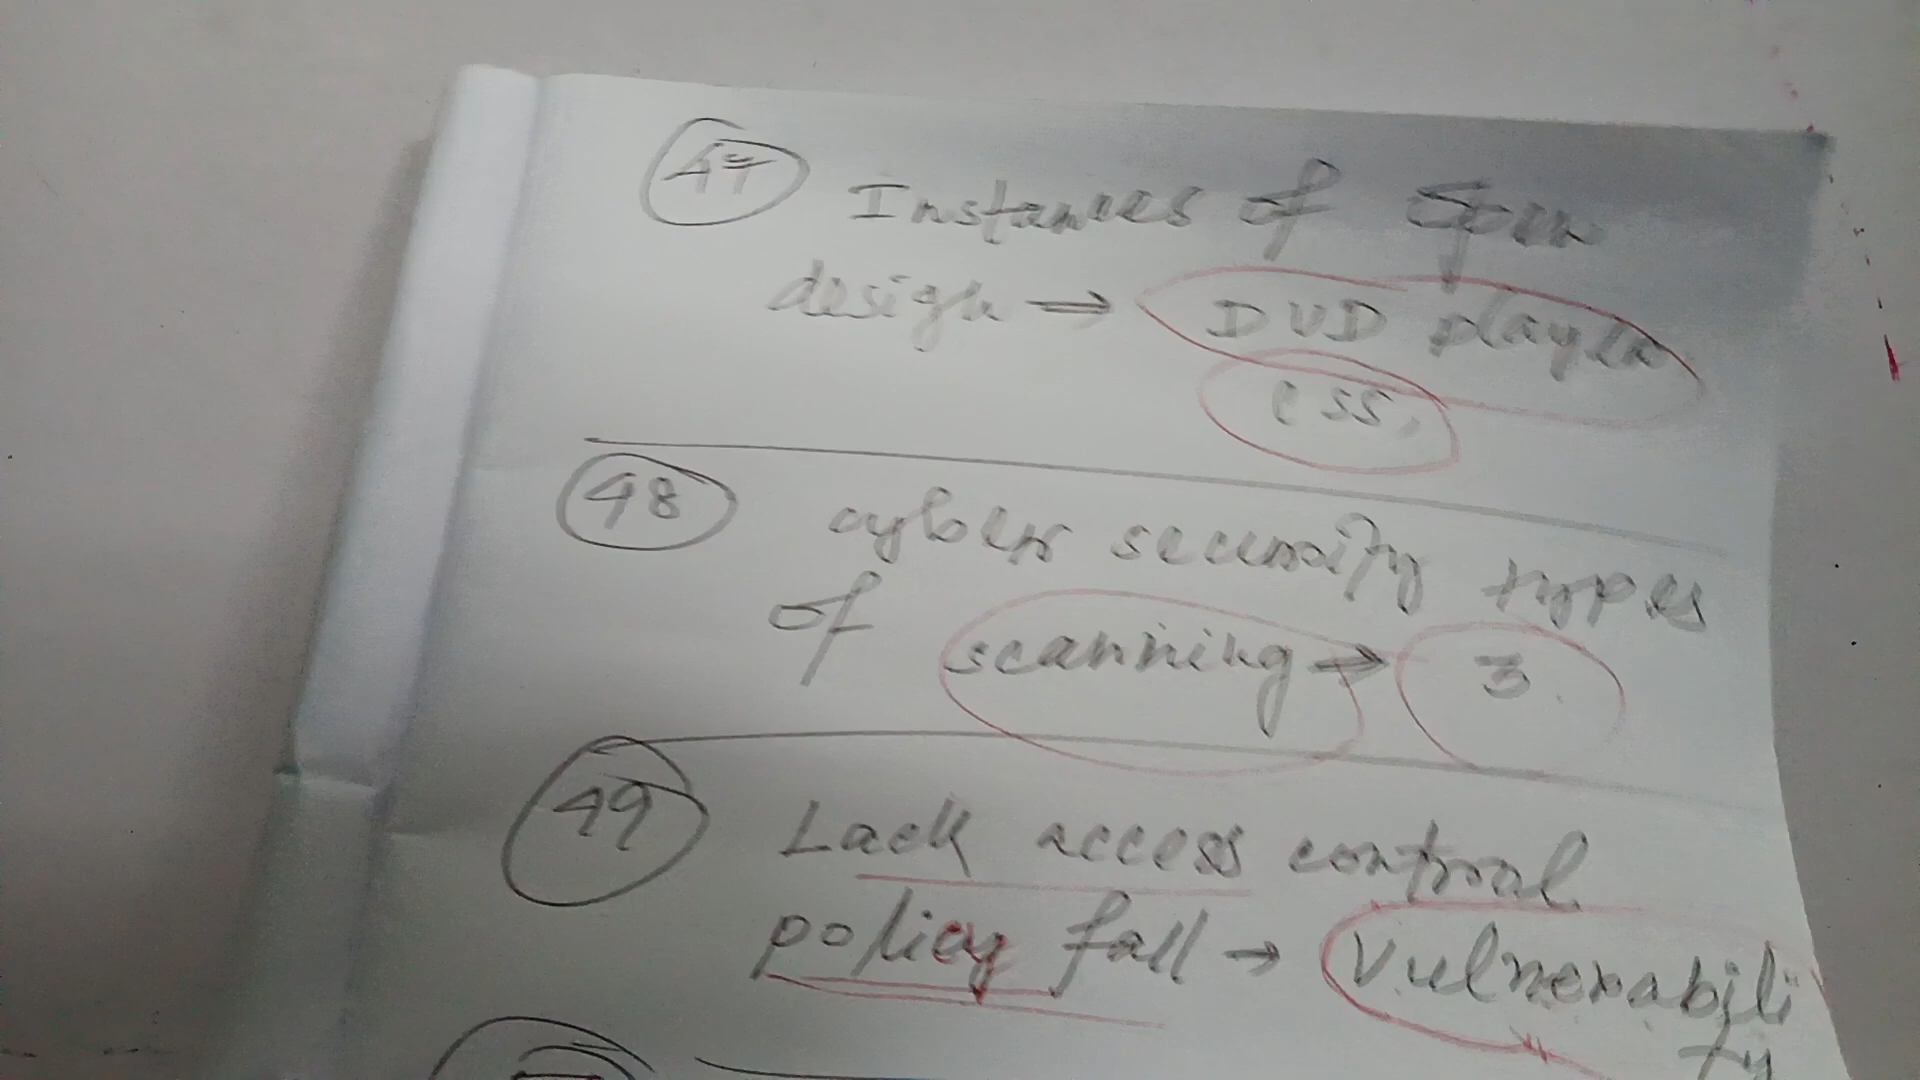 47 Instances of open
design → DVD player
CSS,
48 cyber security types
of scanning → 3.
49 Lack access control
policy fall → Vulnerabili
ty